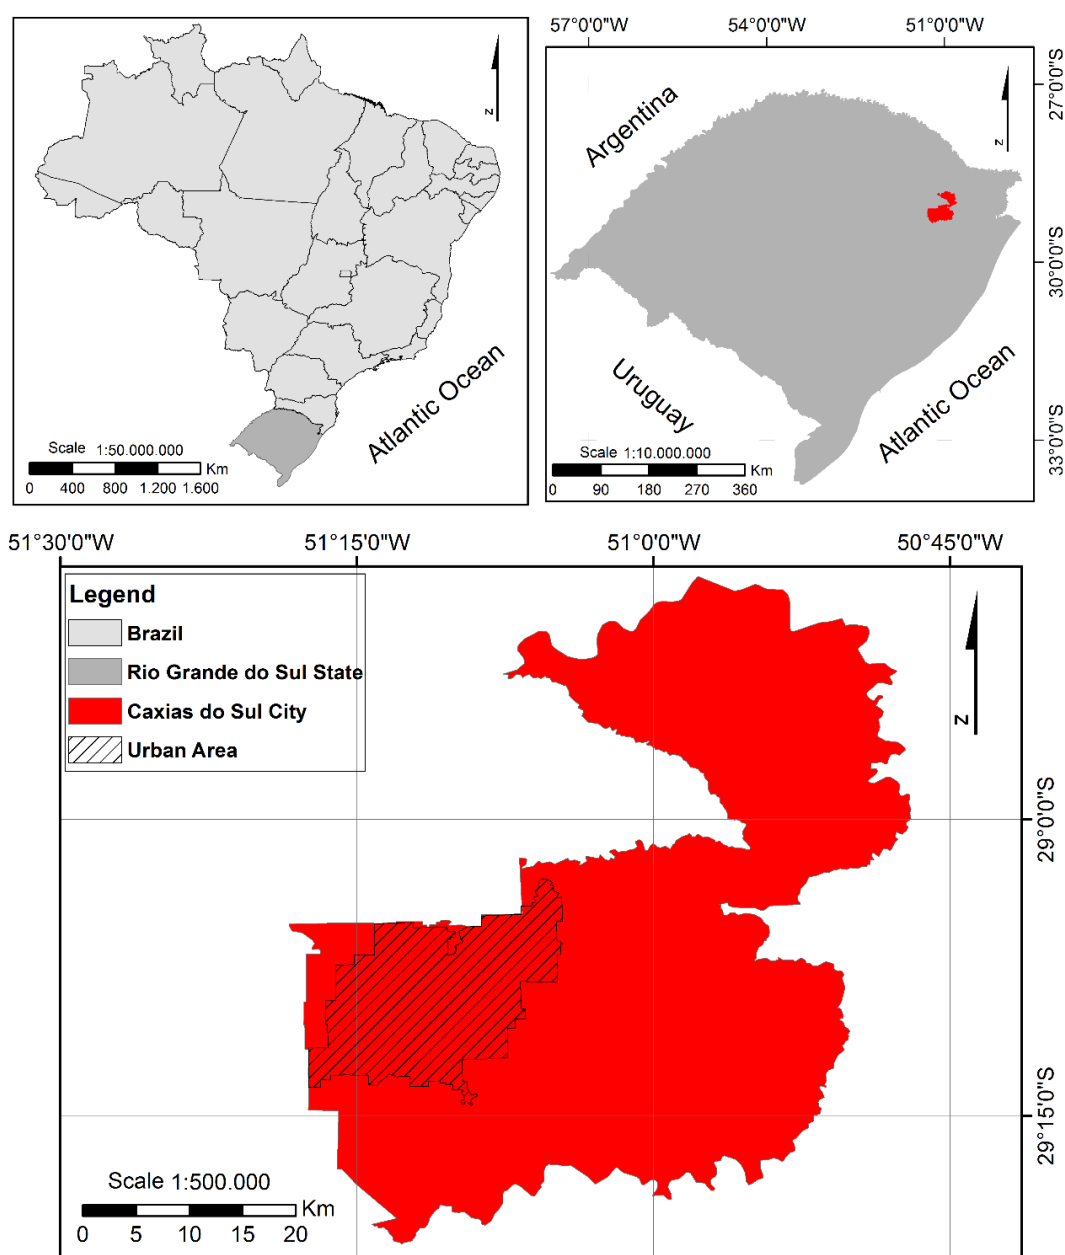 N
Atlantic Ocean
Scale 1:50.000.000
Km
0 400 800 1.200 1.600
57°0'0"W 54°0'0"W 51°0'0"W
27°0'0"S
30°0'0"S
33°0'0"S
N
Argentina
Uruguay
Atlantic Ocean
Scale 1:10.000.000
Km
0 90 180 270 360
51°30'0"W 51°15'0"W 51°0'0"W 50°45'0"W
Legend
Brazil
Rio Grande do Sul State
Caxias do Sul City
Urban Area
N
29°0'0"S
29°15'0"S
Scale 1:500.000
Km
0 5 10 15 20